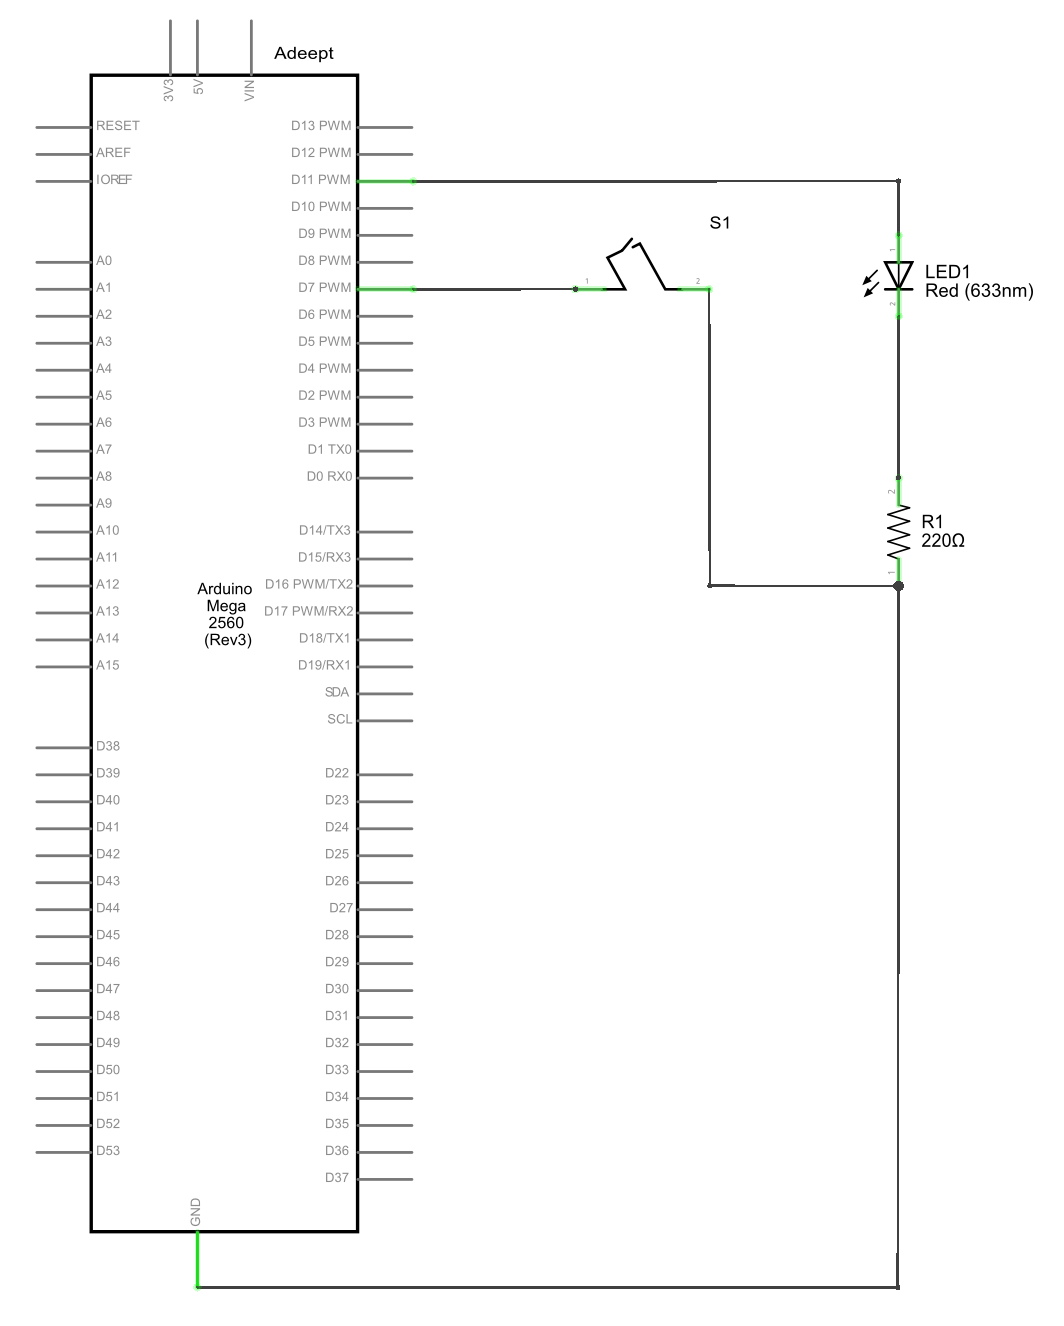 Adeept
3V3
5V
VIN
RESET
AREF
IOREF
A0
A1
A2
A3
A4
A5
A6
A7
A8
A9
A10
A11
A12
A13
A14
A15
D38
D39
D40
D41
D42
D43
D44
D45
D46
D47
D48
D49
D50
D51
D52
D53
Arduino
Mega
2560
(Rev3)
D13 PWM
D12 PWM
D11 PWM
D10 PWM
D9 PWM
D8 PWM
D7 PWM
D6 PWM
D5 PWM
D4 PWM
D2 PWM
D3 PWM
D1 TX0
D0 RX0
D14/TX3
D15/RX3
D16 PWM/TX2
D17 PWM/RX2
D18/TX1
D19/RX1
SDA
SCL
D22
D23
D24
D25
D26
D27
D28
D29
D30
D31
D32
D33
D34
D35
D36
D37
GND
S1
1
2
1
LED1
Red (633nm)
2
2
R1
220Ω
1